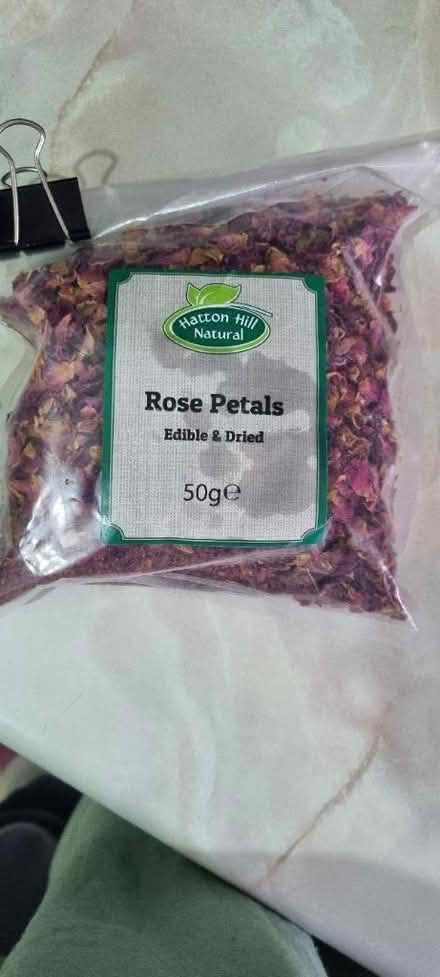 Hatton Hill
Natural
Rose Petals
Edible & Dried
50g℮